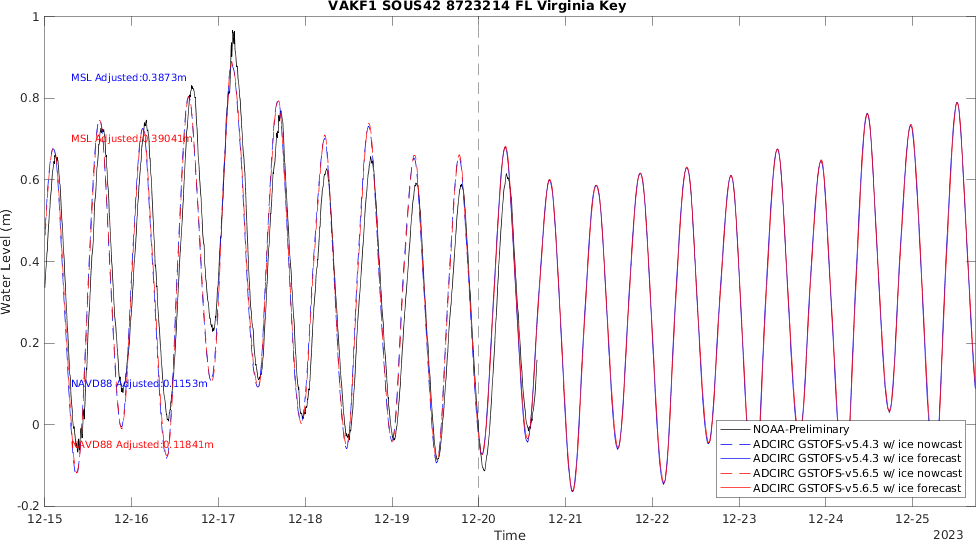 VAKF1 SOUS42 8723214 FL Virginia Key
1
0.8
0.6
0.4
0.2
0
-0.2
Water Level (m)
MSL Adjusted:0.3873m
MSL Adjusted:0.39041m
NAVD88 Adjusted:0.1153m
NAVD88 Adjusted:0.11841m
NOAA-Preliminary
ADCIRC GSTOFS-v5.4.3 w/ ice nowcast
ADCIRC GSTOFS-v5.4.3 w/ ice forecast
ADCIRC GSTOFS-v5.6.5 w/ ice nowcast
ADCIRC GSTOFS-v5.6.5 w/ ice forecast
12-15 12-16 12-17 12-18 12-19 12-20 12-21 12-22 12-23 12-24 12-25
Time
2023